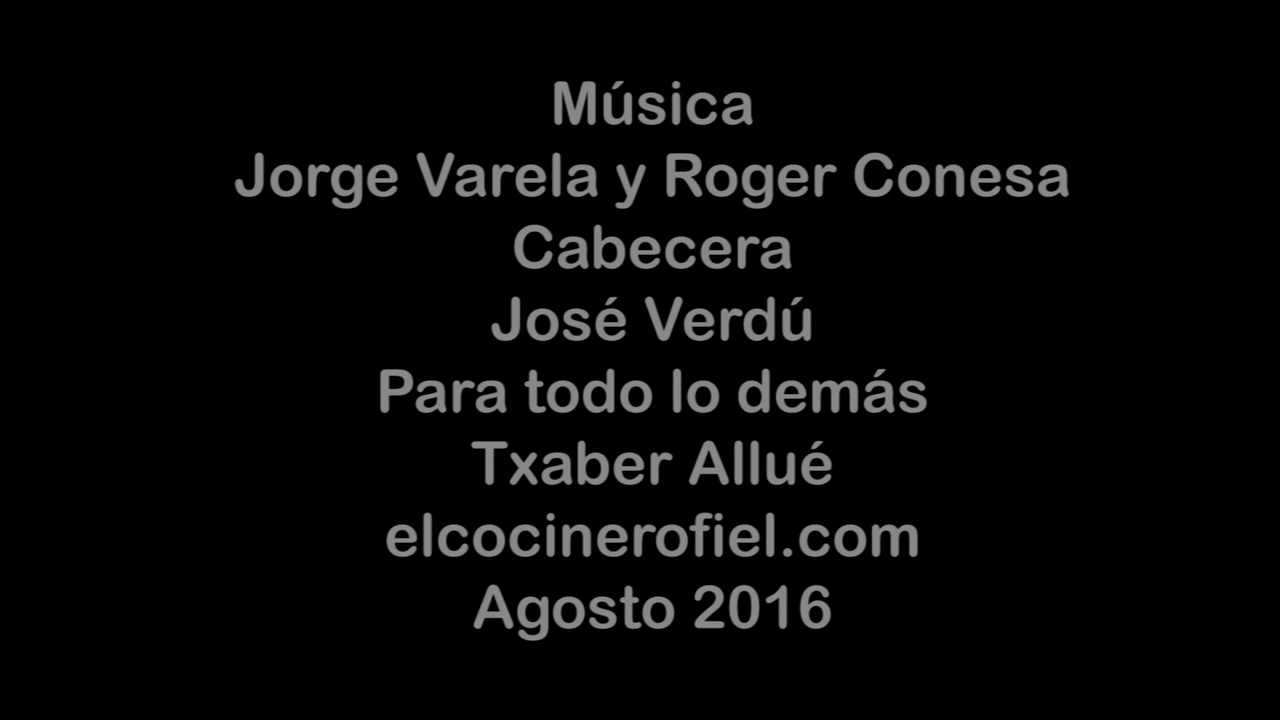 Música
Jorge Varela y Roger Conesa
Cabecera
José Verdú
Para todo lo demás
Txaber Allué
elcocinerofiel.com
Agosto 2016